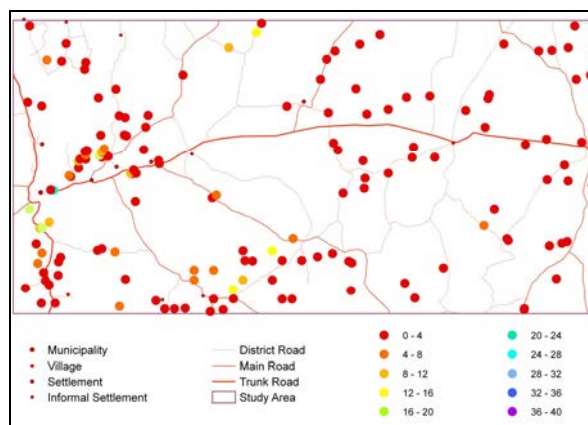 Municipality
Village
Settlement
Informal Settlement
District Road
Main Road
Trunk Road
Study Area
0 - 4
4 - 8
8 - 12
12 - 16
16 - 20
20 - 24
24 - 28
28 - 32
32 - 36
36 - 40